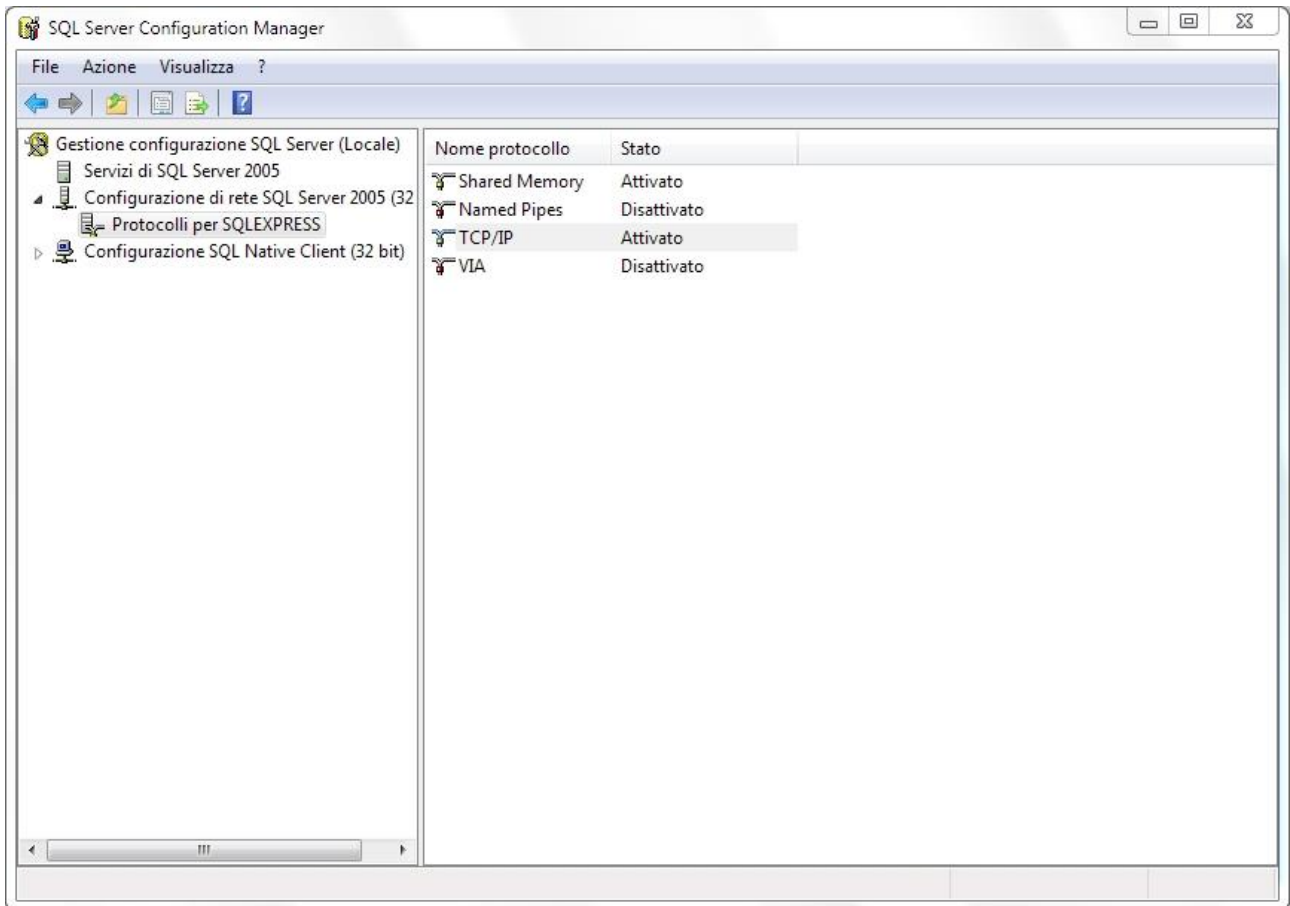 SQL Server Configuration Manager
File Azione Visualizza ?
Gestione configurazione SQL Server (Locale)
Servizi di SQL Server 2005
Configurazione di rete SQL Server 2005 (32
Protocolli per SQLEXPRESS
Configurazione SQL Native Client (32 bit)
Nome protocollo Stato
Shared Memory Attivato
Named Pipes Disattivato
TCP/IP Attivato
VIA Disattivato